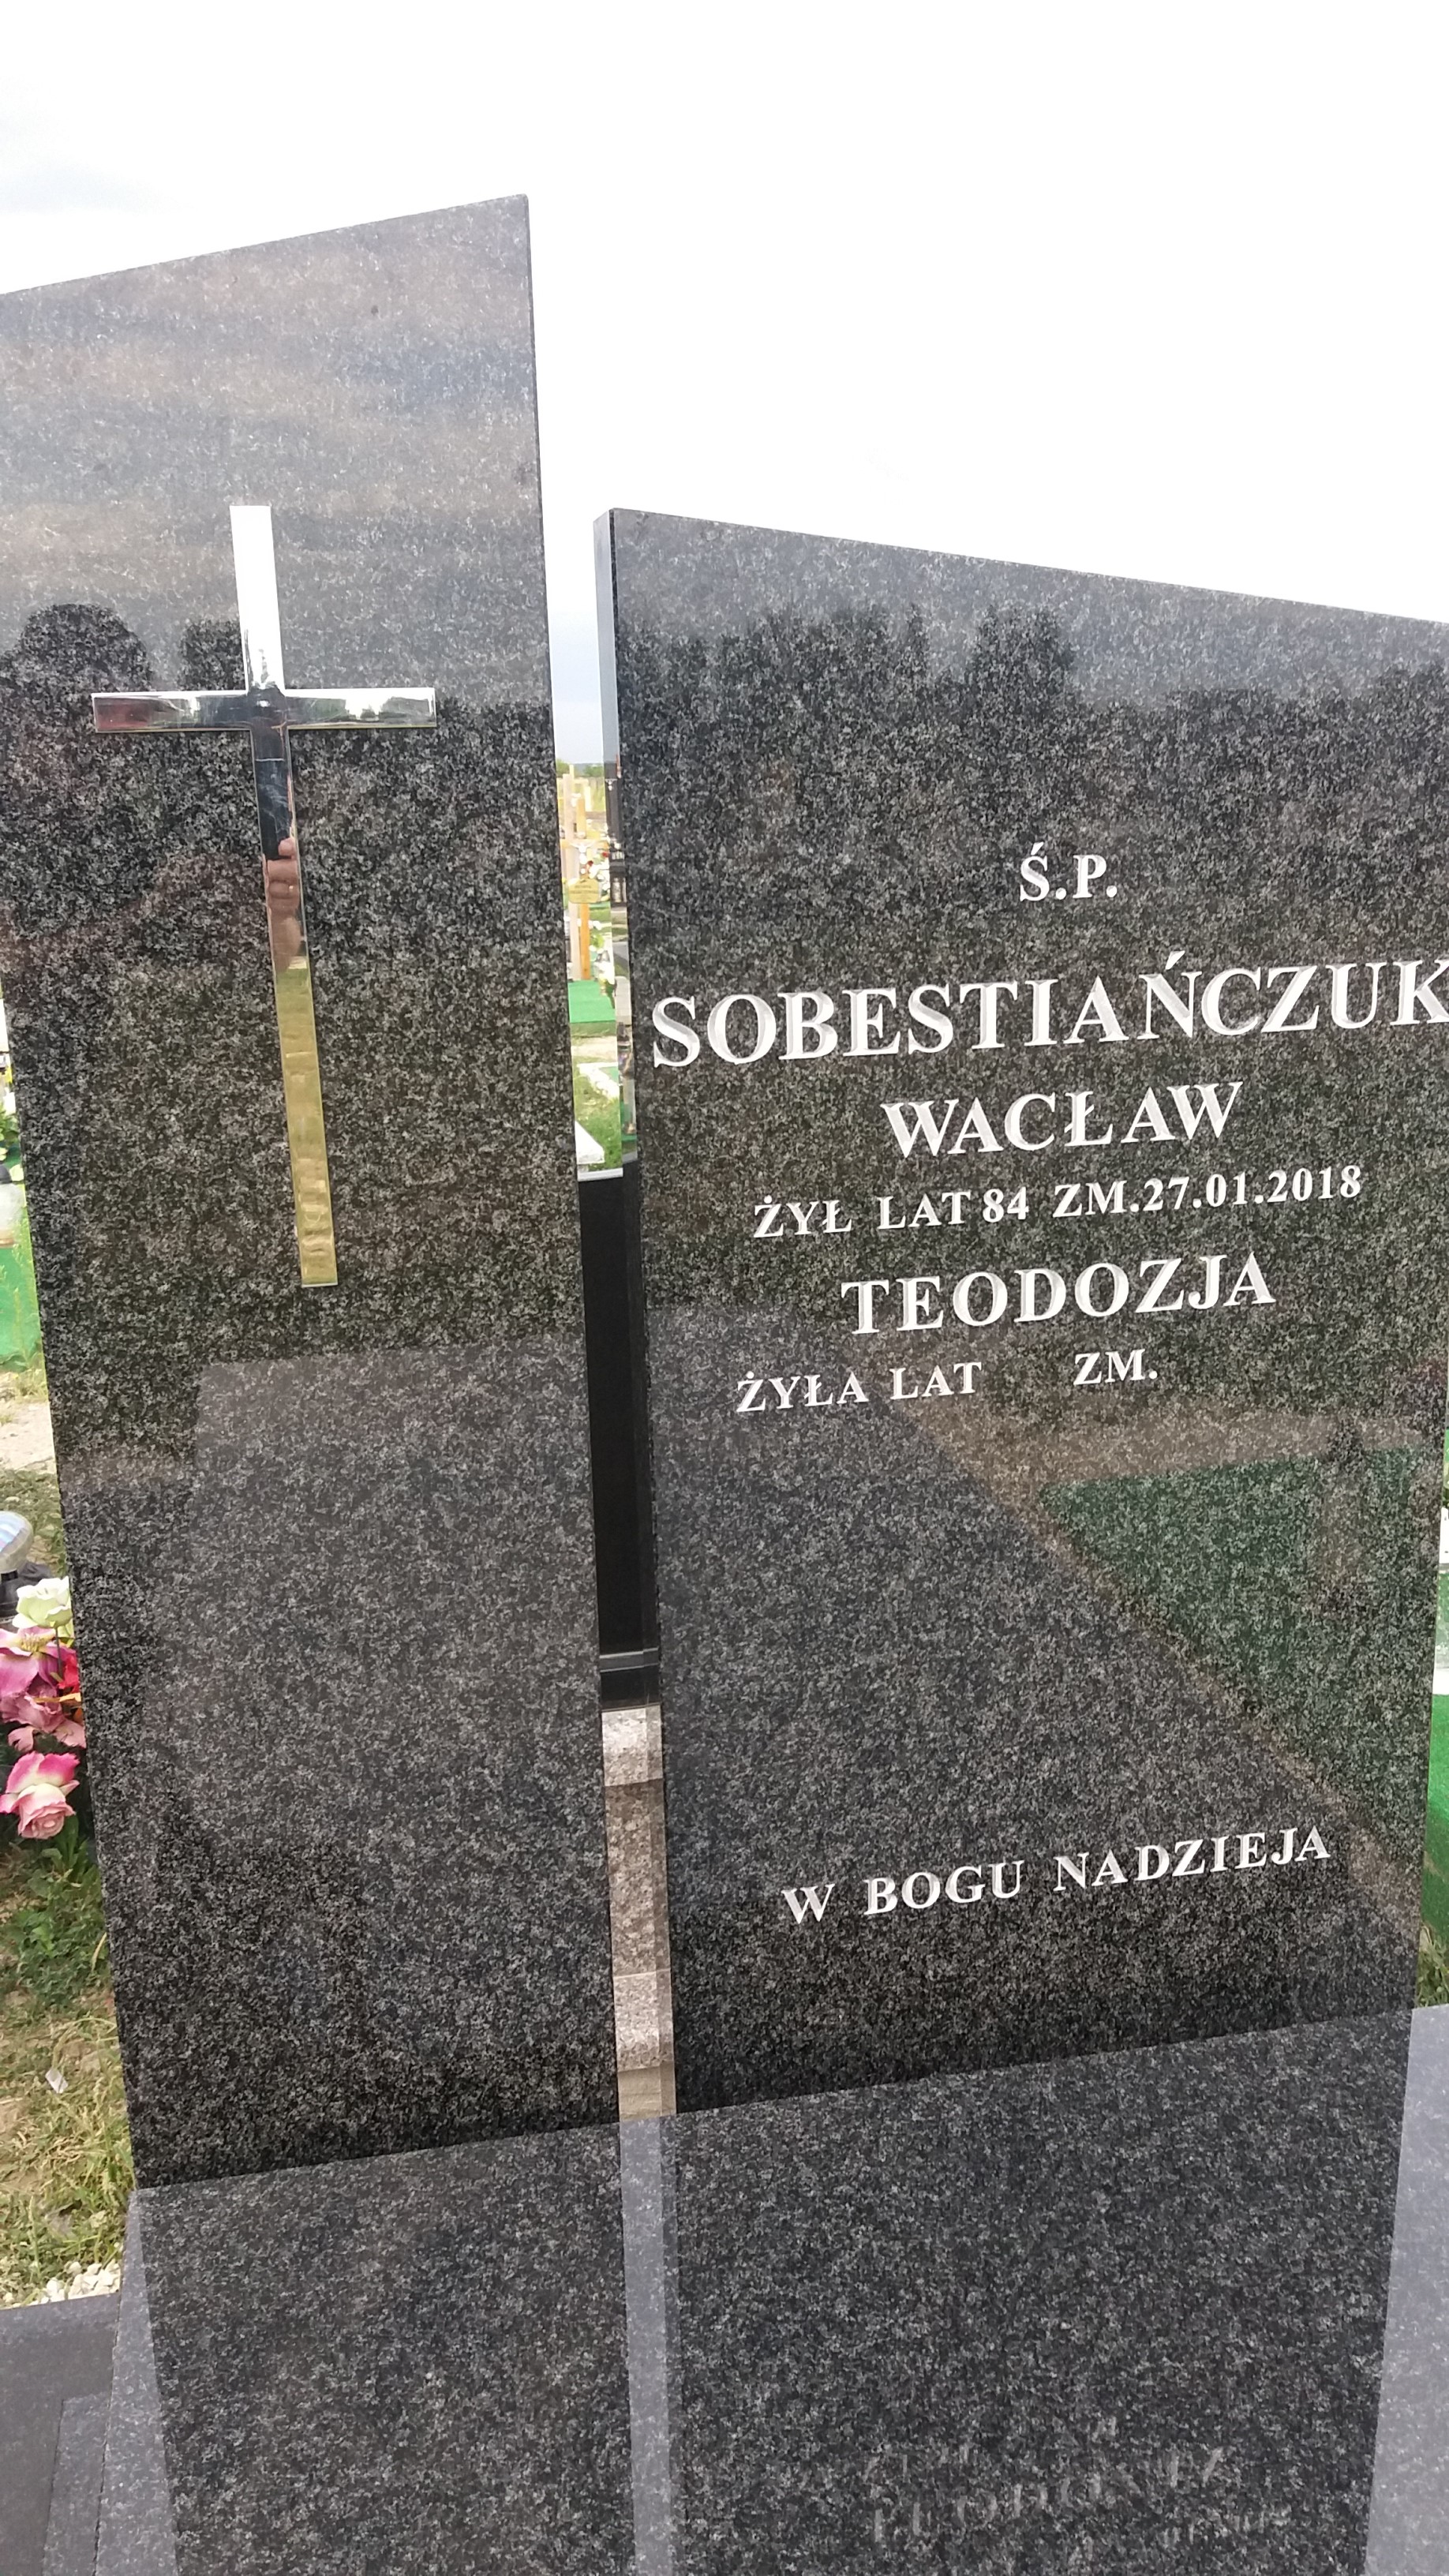 Ś.P.
SOBESTIAŃCZUK
WACŁAW
ŻYŁ LAT 84 ZM.27.01.2018
TEODOZJA
ŻYŁA LAT ZM.
W BOGU NADZIEJA